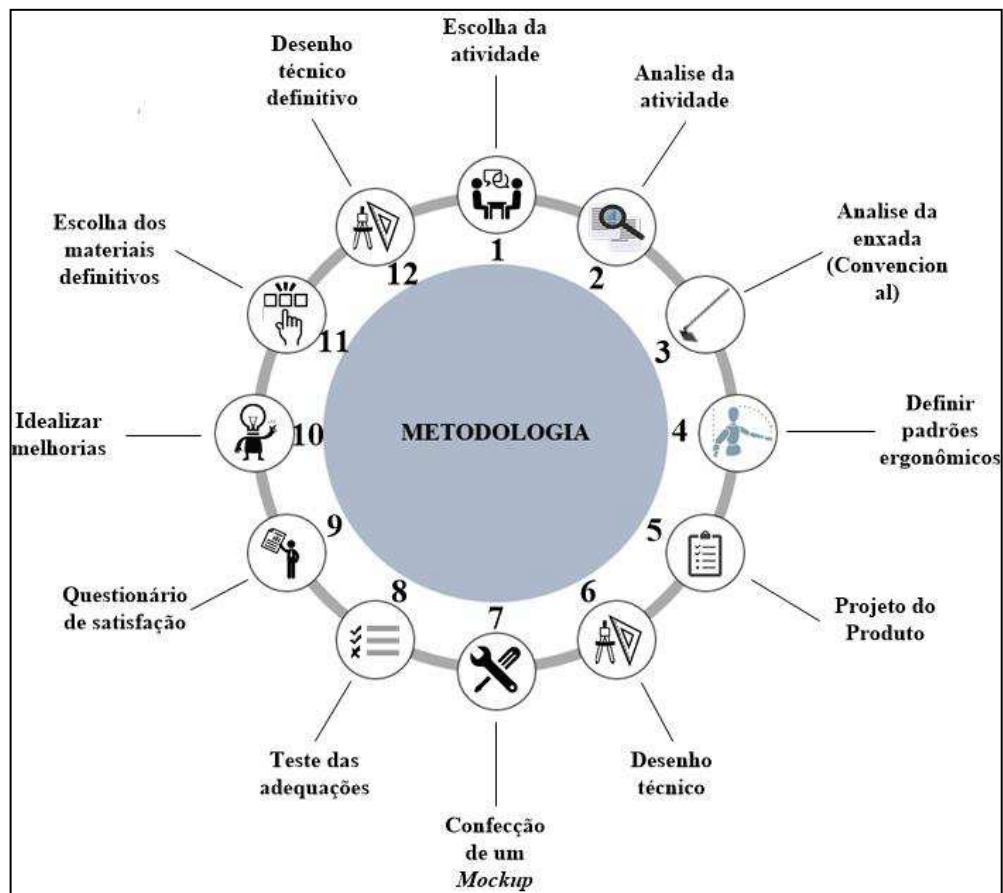 Escolha da
atividade
1
Analise da
atividade
2
Analise da
enxada
(Convencion
al)
3
Definir
padrões
ergonômicos
4
Projeto do
Produto
5
Desenho
técnico
6
Confecção
de um
Mockup
7
Teste das
adequações
8
Questionário
de satisfação
9
Idealizar
melhorias
10
Escolha dos
materiais
definitivos
11
Desenho
técnico
definitivo
12
METODOLOGIA